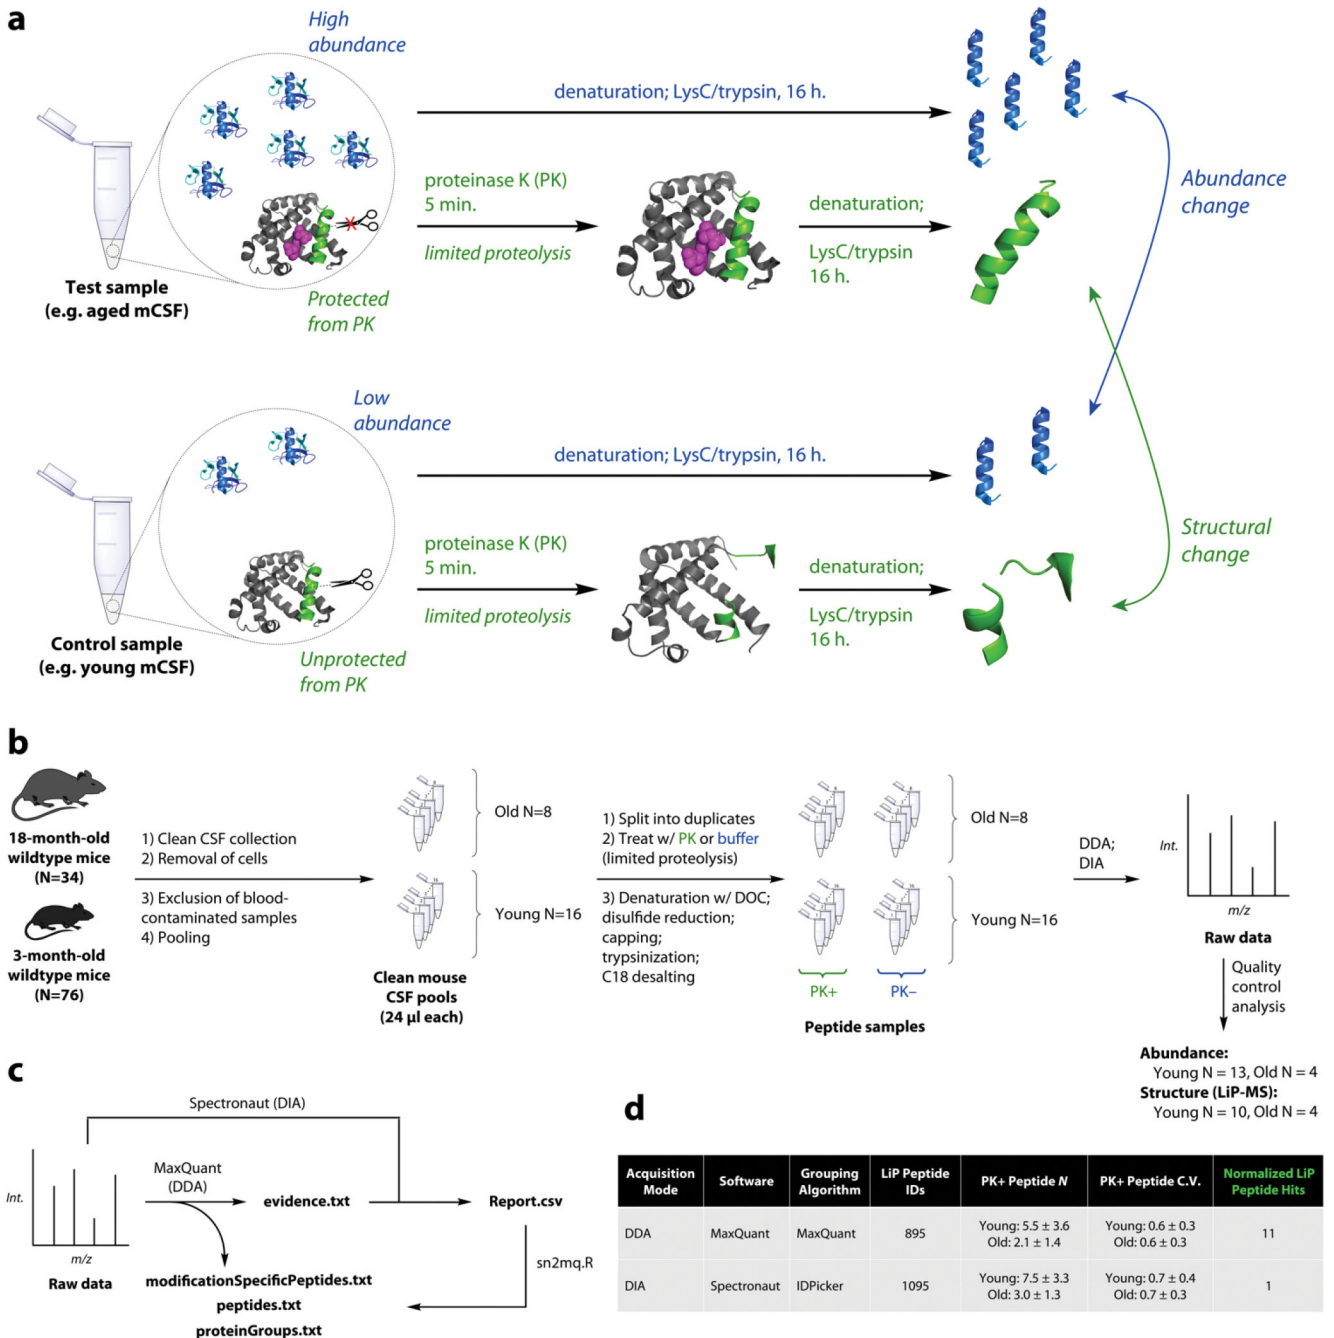 a
High
abundance
denaturation; LysC/trypsin, 16 h.
proteinase K (PK)
5 min.
limited proteolysis
denaturation;
LysC/trypsin
16 h.
Abundance
change
Test sample
(e.g. aged mCSF)
Protected
from PK
Low
abundance
denaturation; LysC/trypsin, 16 h.
proteinase K (PK)
5 min.
limited proteolysis
denaturation;
LysC/trypsin
16 h.
Structural
change
Control sample
(e.g. young mCSF)
Unprotected
from PK
b
18-month-old
wildtype mice
(N=34)
3-month-old
wildtype mice
(N=76)
1) Clean CSF collection
2) Removal of cells
3) Exclusion of blood-
contaminated samples
4) Pooling
8
Old N=8
16
Young N=16
Clean mouse
CSF pools
(24 µl each)
1) Split into duplicates
2) Treat w/ PK or buffer
(limited proteolysis)
3) Denaturation w/ DOC;
disulfide reduction;
capping;
trypsinization;
C18 desalting
8
8
Old N=8
16
16
Young N=16
PK+
PK–
Peptide samples
DDA;
DIA
Int.
m/z
Raw data
Quality
control
analysis
Abundance:
Young N = 13, Old N = 4
Structure (LiP-MS):
Young N = 10, Old N = 4
c
Spectronaut (DIA)
Int.
m/z
Raw data
MaxQuant
(DDA)
evidence.txt
Report.csv
sn2mq.R
modificationSpecificPeptides.txt
peptides.txt
proteinGroups.txt
d
Acquisition Mode Software Grouping Algorithm LiP Peptide IDs PK+ Peptide N PK+ Peptide C.V. Normalized LiP Peptide Hits
DDA MaxQuant MaxQuant 895 Young: 5.5 ± 3.6 Old: 2.1 ± 1.4 Young: 0.6 ± 0.3 Old: 0.6 ± 0.3 11
DIA Spectronaut IDPicker 1095 Young: 7.5 ± 3.3 Old: 3.0 ± 1.3 Young: 0.7 ± 0.4 Old: 0.7 ± 0.3 1